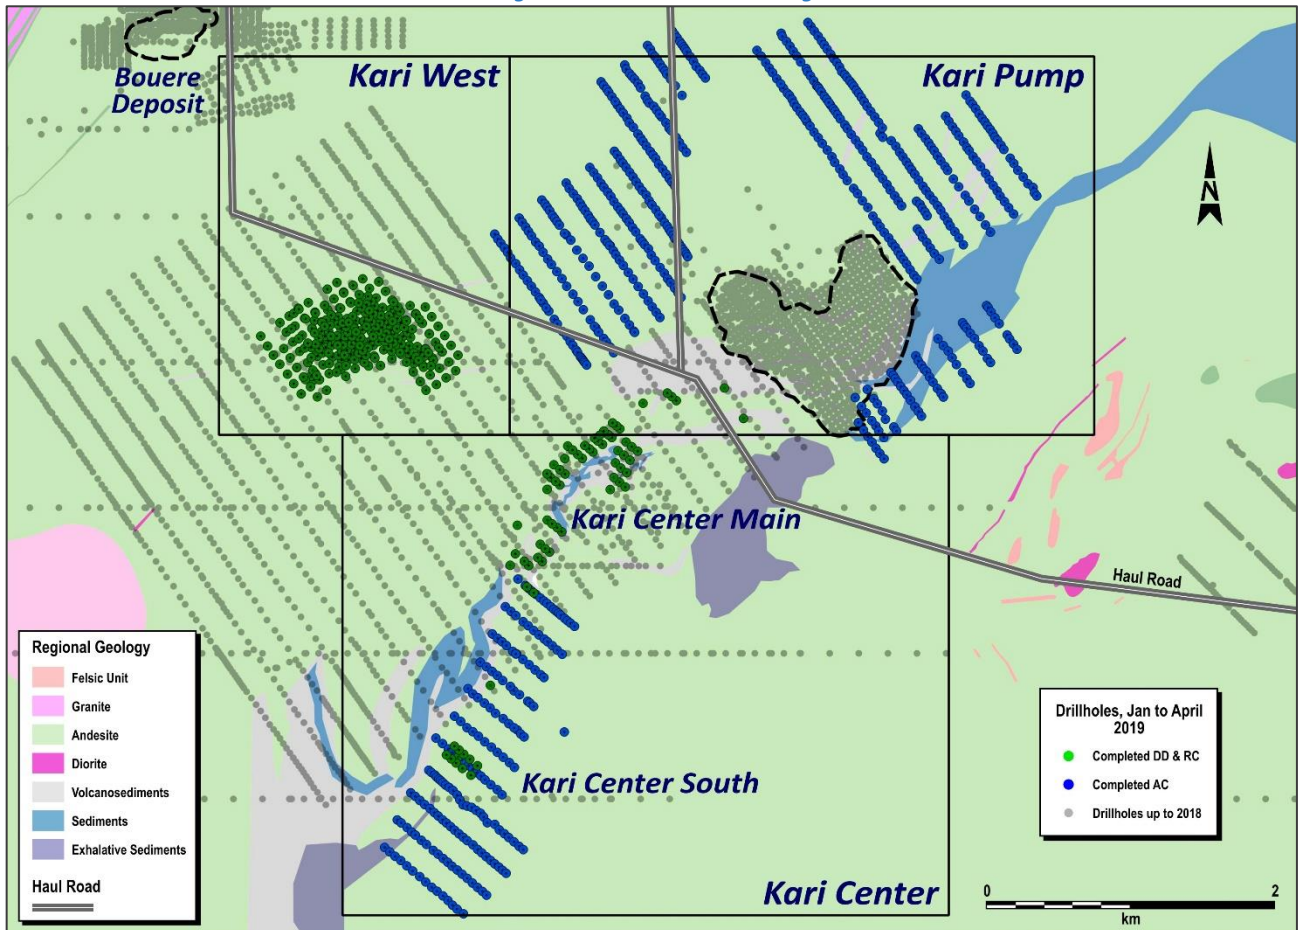 Kari West
Kari Pump
Bouere
Deposit
N
Kari Center Main
Haul Road
Kari Center South
Kari Center
Regional Geology
Felsic Unit
Granite
Andesite
Diorite
Volcanosediments
Sediments
Exhalative Sediments
Haul Road
Drillholes, Jan to April
2019
Completed DD & RC
Completed AC
Drillholes up to 2018
0 2
km